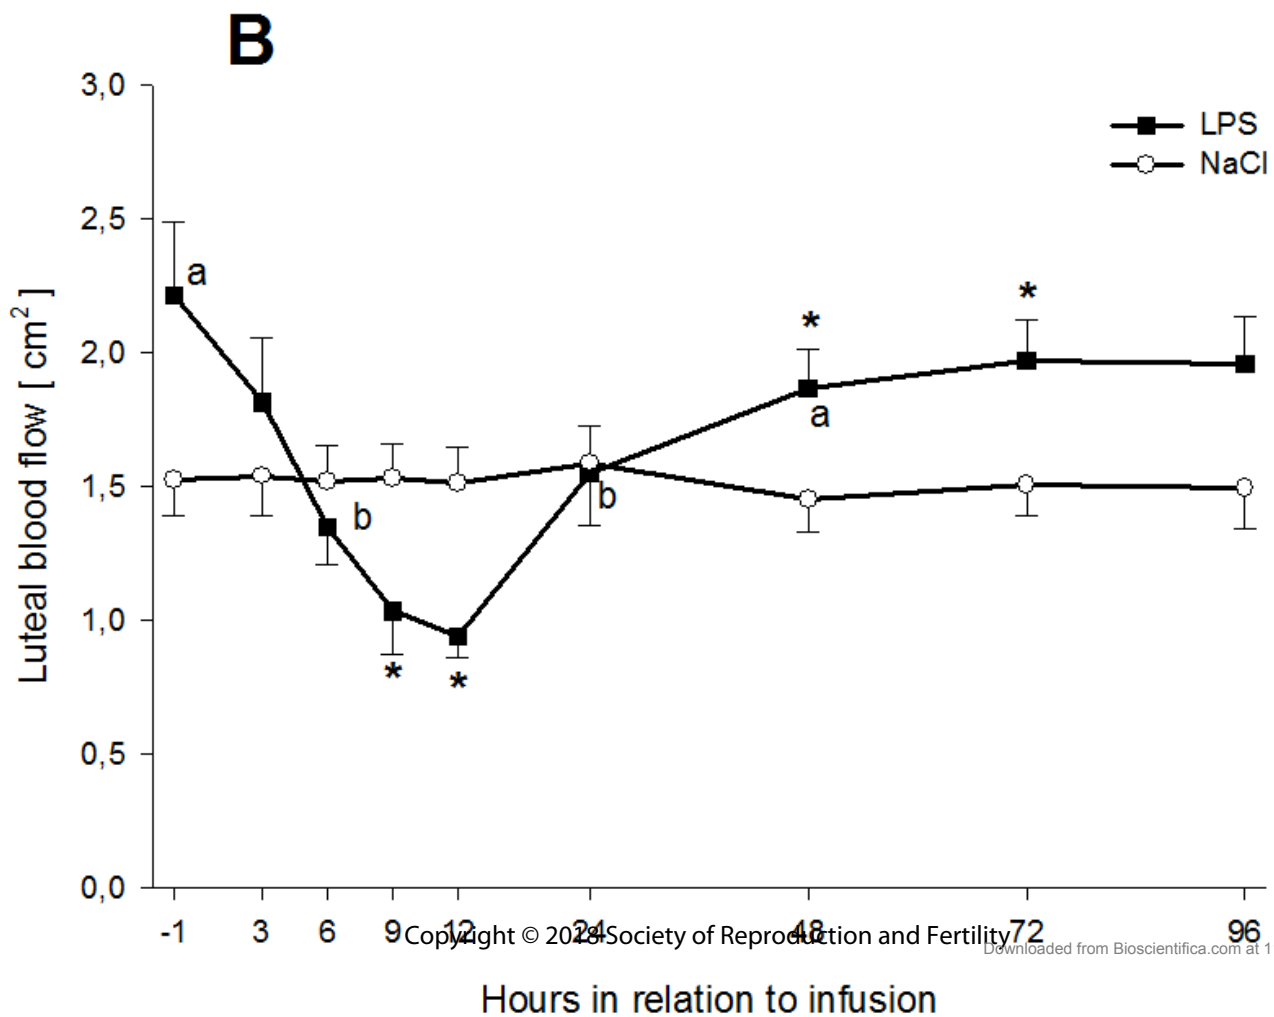 B
3,0
2,5
2,0
1,5
1,0
0,5
0,0
Luteal blood flow [ cm² ]
LPS
NaCl
a
b
*
*
b
*
a
*
-1 3 6 9 12 24 48 72 96
Copyright © 2018 Society of Reproduction and Fertility
Downloaded from Bioscientifica.com at 1
Hours in relation to infusion